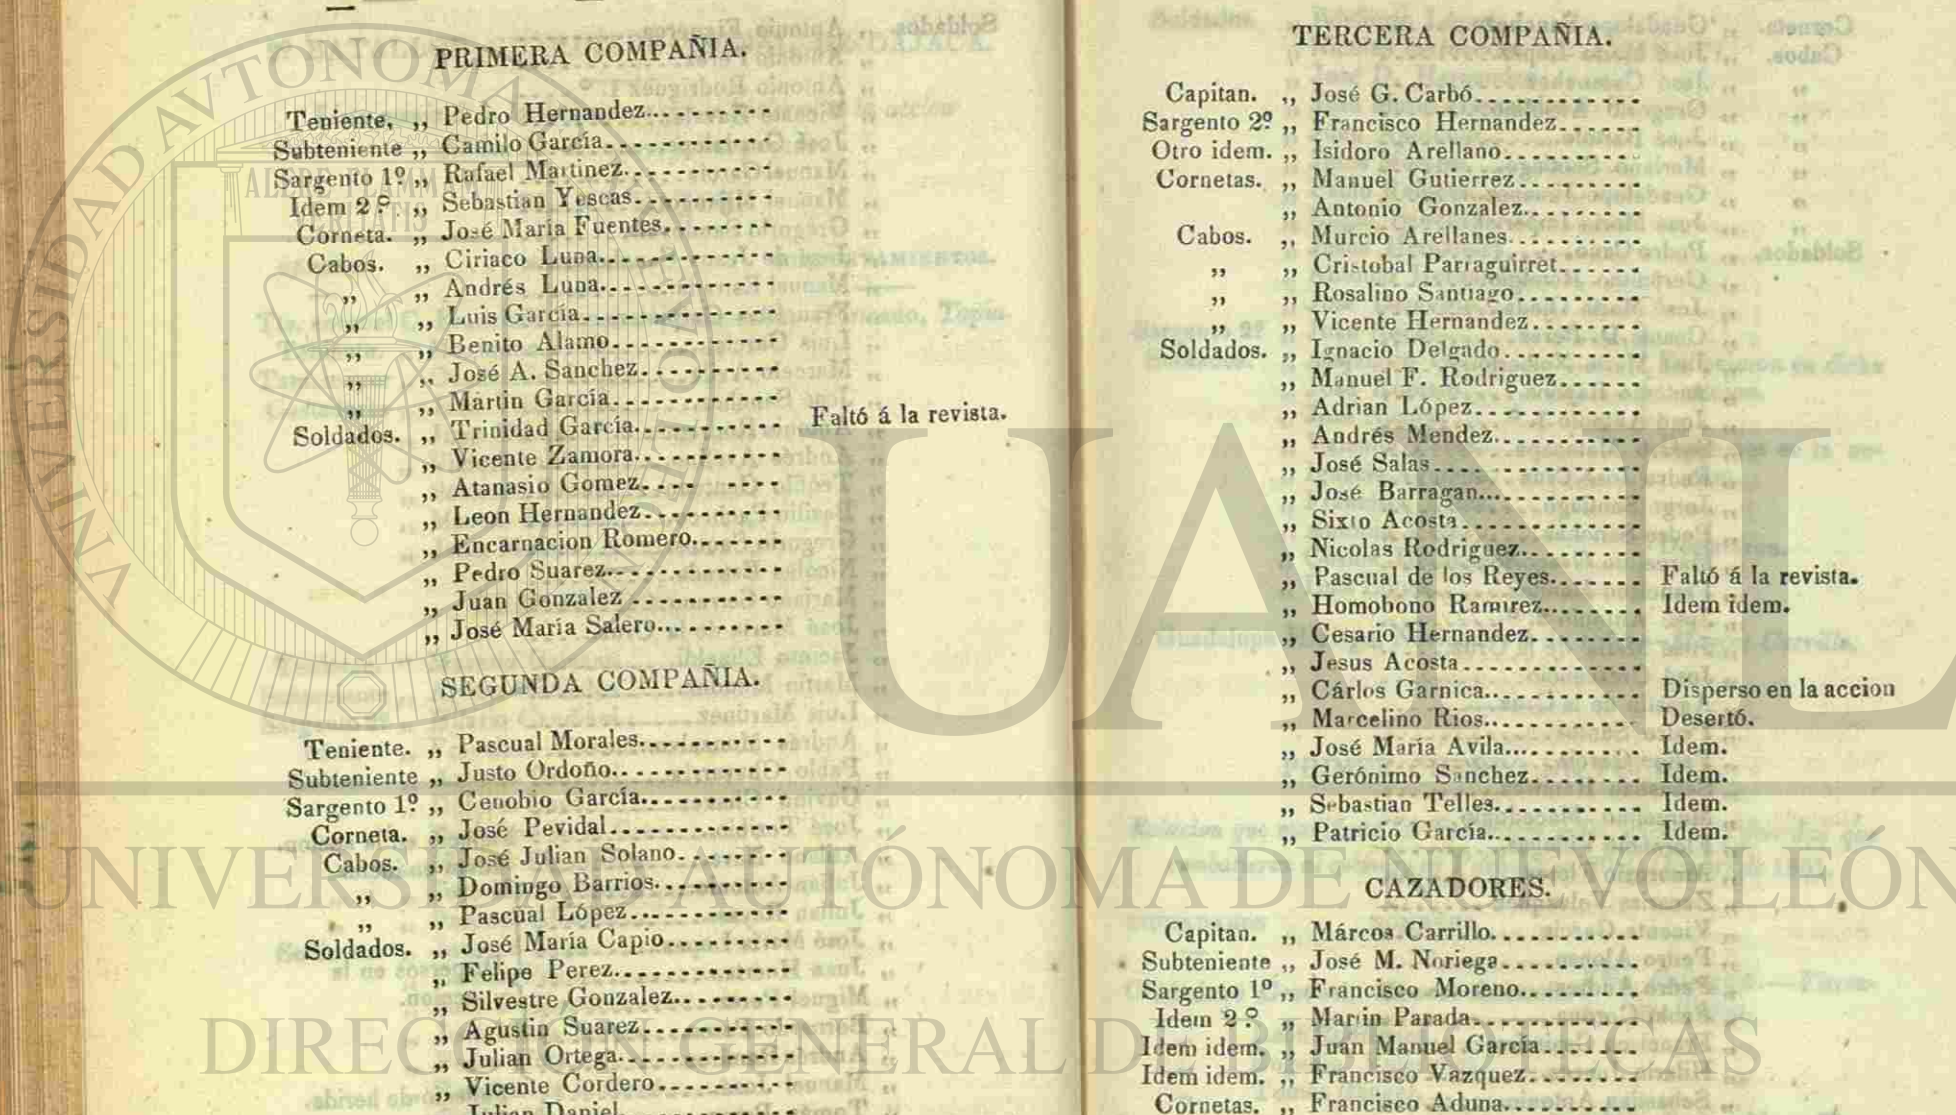 PRIMERA COMPAÑIA.
Teniente, ,, Pedro Hernandez............
Subteniente ,, Camilo García............
Sargento 1º ,, Rafael Martinez............
Idem 2º. ,, Sebastian Yescas............
Corneta. ,, José María Fuentes........
Cabos. ,, Ciriaco Luna............
,, ,, Andrés Luna............
,, ,, Luis García............
,, ,, Benito Alamo............
,, ,, José A. Sanchez..........
,, ,, Martin García............
Soldados. ,, Trinidad García........... Faltó á la revista.
,, Vicente Zamora...........
,, Atanasio Gomez.... ....
,, Leon Hernandez..........
,, Encarnacion Romero.......
,, Pedro Suarez............
,, Juan Gonzalez ...........
,, José María Salero...........
SEGUNDA COMPAÑIA.
Teniente. ,, Pascual Morales...........
Subteniente ,, Justo Ordoño............
Sargento 1º. ,, Cenobio García...........
Corneta. ,, José Pevidal............
Cabos. ,, José Julian Solano........
,, ,, Domingo Barrios..........
,, ,, Pascual López............
Soldados. ,, José María Capio.........
,, Felipe Perez............
,, Silvestre Gonzalez.........
,, Agustin Suarez...........
,, Julian Ortega............
,, Vicente Cordero..........
Julian Daniel............
TERCERA COMPAÑIA.
Capitan. ,, José G. Carbó............
Sargento 2º. ,, Francisco Hernandez......
Otro idem. ,, Isidoro Arellano..........
Cornetas. ,, Manuel Gutierrez.........
,, Antonio Gonzalez.........
Cabos. ,, Murcio Arellanes..........
,, ,, Cristobal Parraguirret......
,, ,, Rosalino Santiago.........
,, ,, Vicente Hernandez........
Soldados. ,, Ignacio Delgado..........
,, Manuel F. Rodriguez......
,, Adrian López............
,, Andrés Mendez...........
,, José Salas...............
,, José Barragan............
,, Sixto Acosta.............
,, Nicolas Rodriguez.........
,, Pascual de los Reyes....... Faltó á la revista.
,, Homobono Ramirez........ Idem idem.
,, Cesario Hernandez........
,, Jesus Acosta.............
,, Cárlos Garnica............ Disperso en la accion
,, Marcelino Rios............ Desertó.
,, José María Avila.......... Idem.
,, Gerónimo Sanchez........ Idem.
,, Sebastian Telles........... Idem.
,, Patricio García............ Idem.
CAZADORES.
Capitan. ,, Márcos Carrillo...........
Subteniente ,, José M. Noriega..........
Sargento 1º ,, Francisco Moreno.........
Idem 2º. ,, Martin Parada............
Idem idem. ,, Juan Manuel García.......
Idem idem. ,, Francisco Vazquez........
Cornetas. ,, Francisco Aduna..........
UNIVERSIDAD AUTÓNOMA DE NUEVO LEÓN
UANL
UNIVERSIDAD AUTÓNOMA DE NUEVO LEÓN
DIRECCIÓN GENERAL DE BIBLIOTECAS